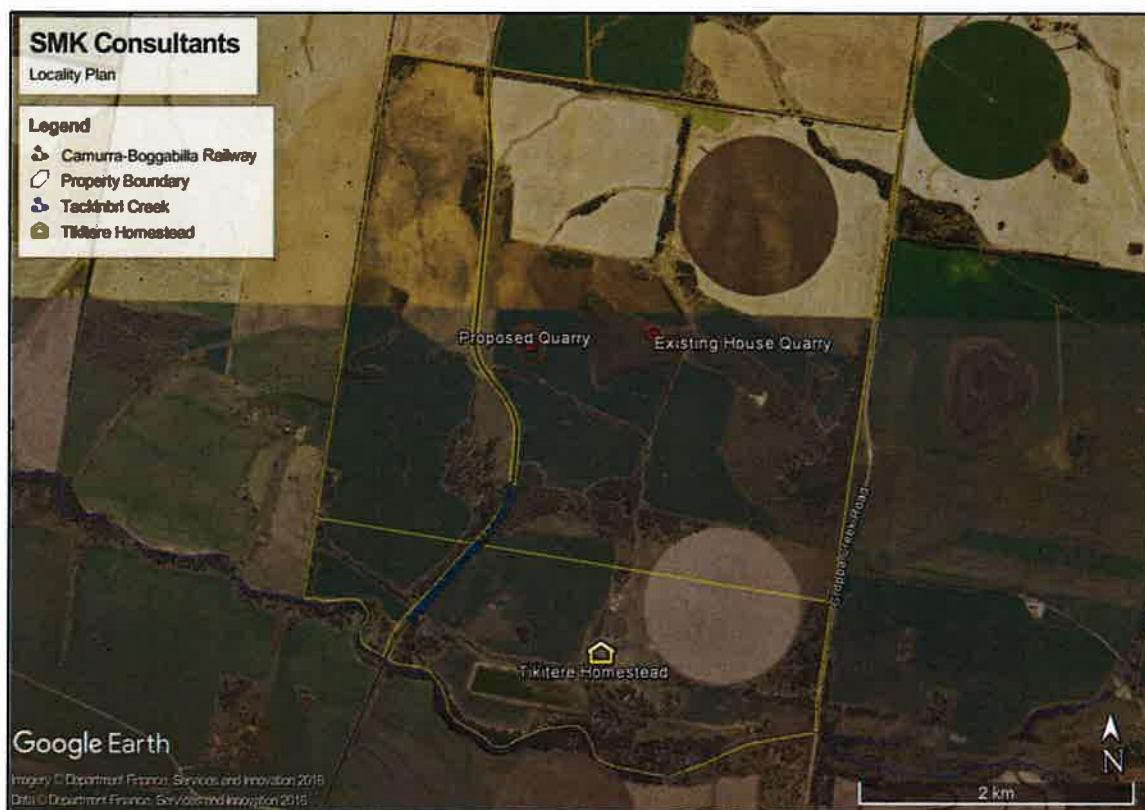 SMK Consultants
Locality Plan
Legend
Camurra-Boggabilla Railway
Property Boundary
Tackinbri Creek
Tikitere Homestead
Proposed Quarry
Existing House Quarry
Croppa Creek Road
Tikitere Homestead
Google Earth
N
Imagery © Department Finance, Services and Innovation 2016
Data © Department Finance, Services and Innovation 2016
2 km